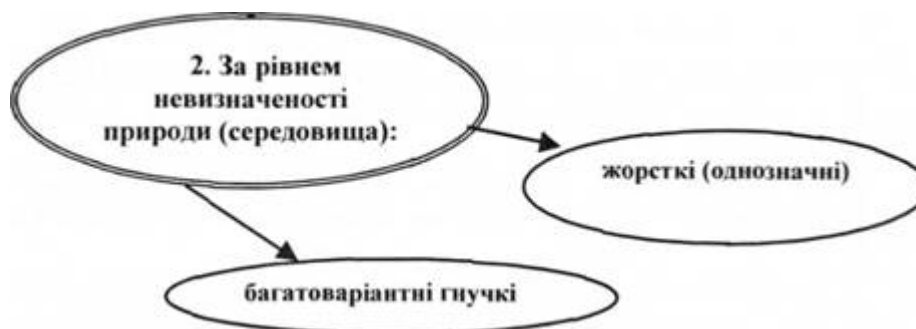 2. За рівнем
невизначеності
природи (середовища):
жорсткі (однозначні)
багатоваріантні гнучкі